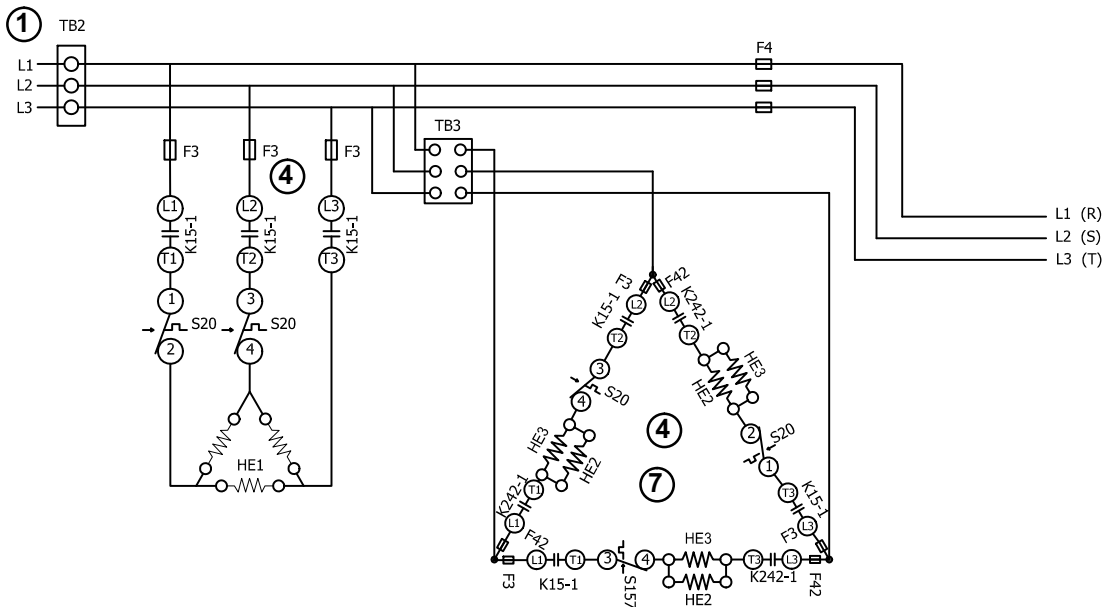 1
TB2
L1
L2
L3
F4
TB3
F3
F3
F3
4
L1
L2
L3
K15-1
K15-1
K15-1
T1
T2
T3
1
3
S20
S20
2
4
HE1
L1 (R)
L2 (S)
L3 (T)
F3
F42
L2
L2
K15-1
K242-1
T2
T2
3
HE3
HE2
4
S20
4
HE3
HE2
2
S20
1
7
K242-1
T1
T3
K15-1
L1
L3
F42
F3
F3
L1
T1
3
4
HE3
T3
L3
K15-1
S157
HE2
K242-1
F42